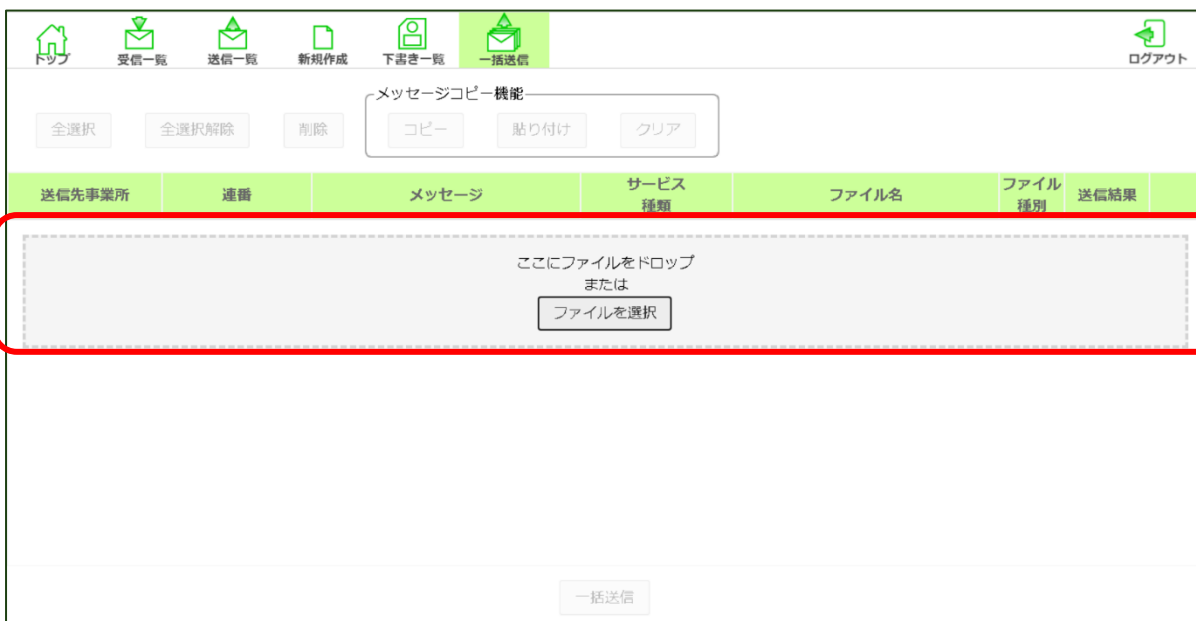 トップ 受信一覧 送信一覧 新規作成 下書き一覧 一括送信 ログアウト
メッセージコピー機能
全選択 全選択解除 削除 コピー 貼り付け クリア
送信先事業所 連番 メッセージ サービス種類 ファイル名 ファイル種別 送信結果
ここにファイルをドロップ
または
ファイルを選択
一括送信